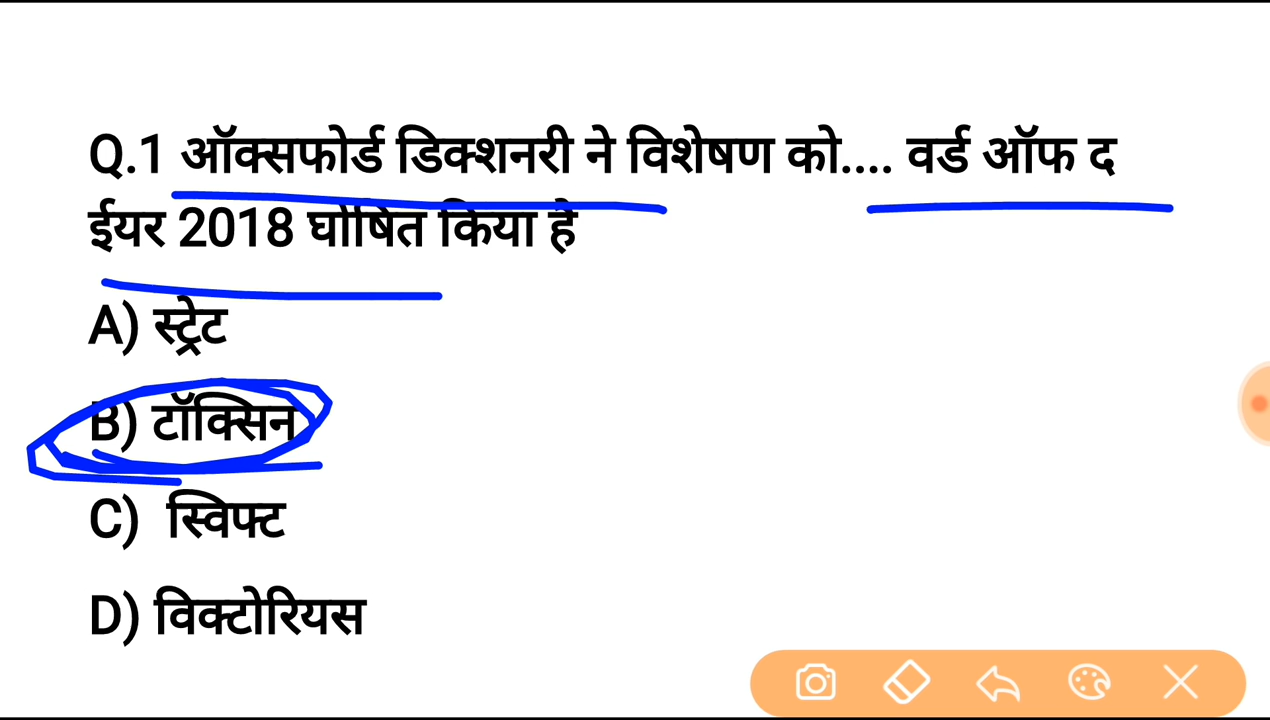 Q.1 ऑक्सफोर्ड डिक्शनरी ने विशेषण को.... वर्ड ऑफ द
ईयर 2018 घोषित किया है
A) स्ट्रेट
B) टॉक्सिन
C) स्विफ्ट
D) विक्टोरियस